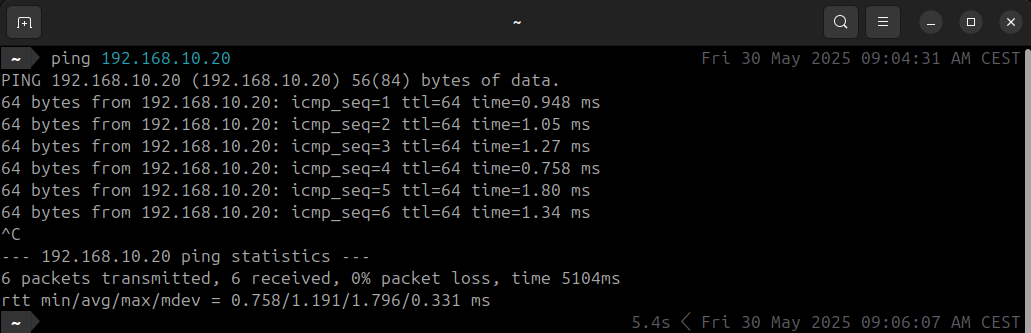 ~
~ ping 192.168.10.20 Fri 30 May 2025 09:04:31 AM CEST
PING 192.168.10.20 (192.168.10.20) 56(84) bytes of data.
64 bytes from 192.168.10.20: icmp_seq=1 ttl=64 time=0.948 ms
64 bytes from 192.168.10.20: icmp_seq=2 ttl=64 time=1.05 ms
64 bytes from 192.168.10.20: icmp_seq=3 ttl=64 time=1.27 ms
64 bytes from 192.168.10.20: icmp_seq=4 ttl=64 time=0.758 ms
64 bytes from 192.168.10.20: icmp_seq=5 ttl=64 time=1.80 ms
64 bytes from 192.168.10.20: icmp_seq=6 ttl=64 time=1.34 ms
^C
--- 192.168.10.20 ping statistics ---
6 packets transmitted, 6 received, 0% packet loss, time 5104ms
rtt min/avg/max/mdev = 0.758/1.191/1.796/0.331 ms
~ 5.4s Fri 30 May 2025 09:06:07 AM CEST